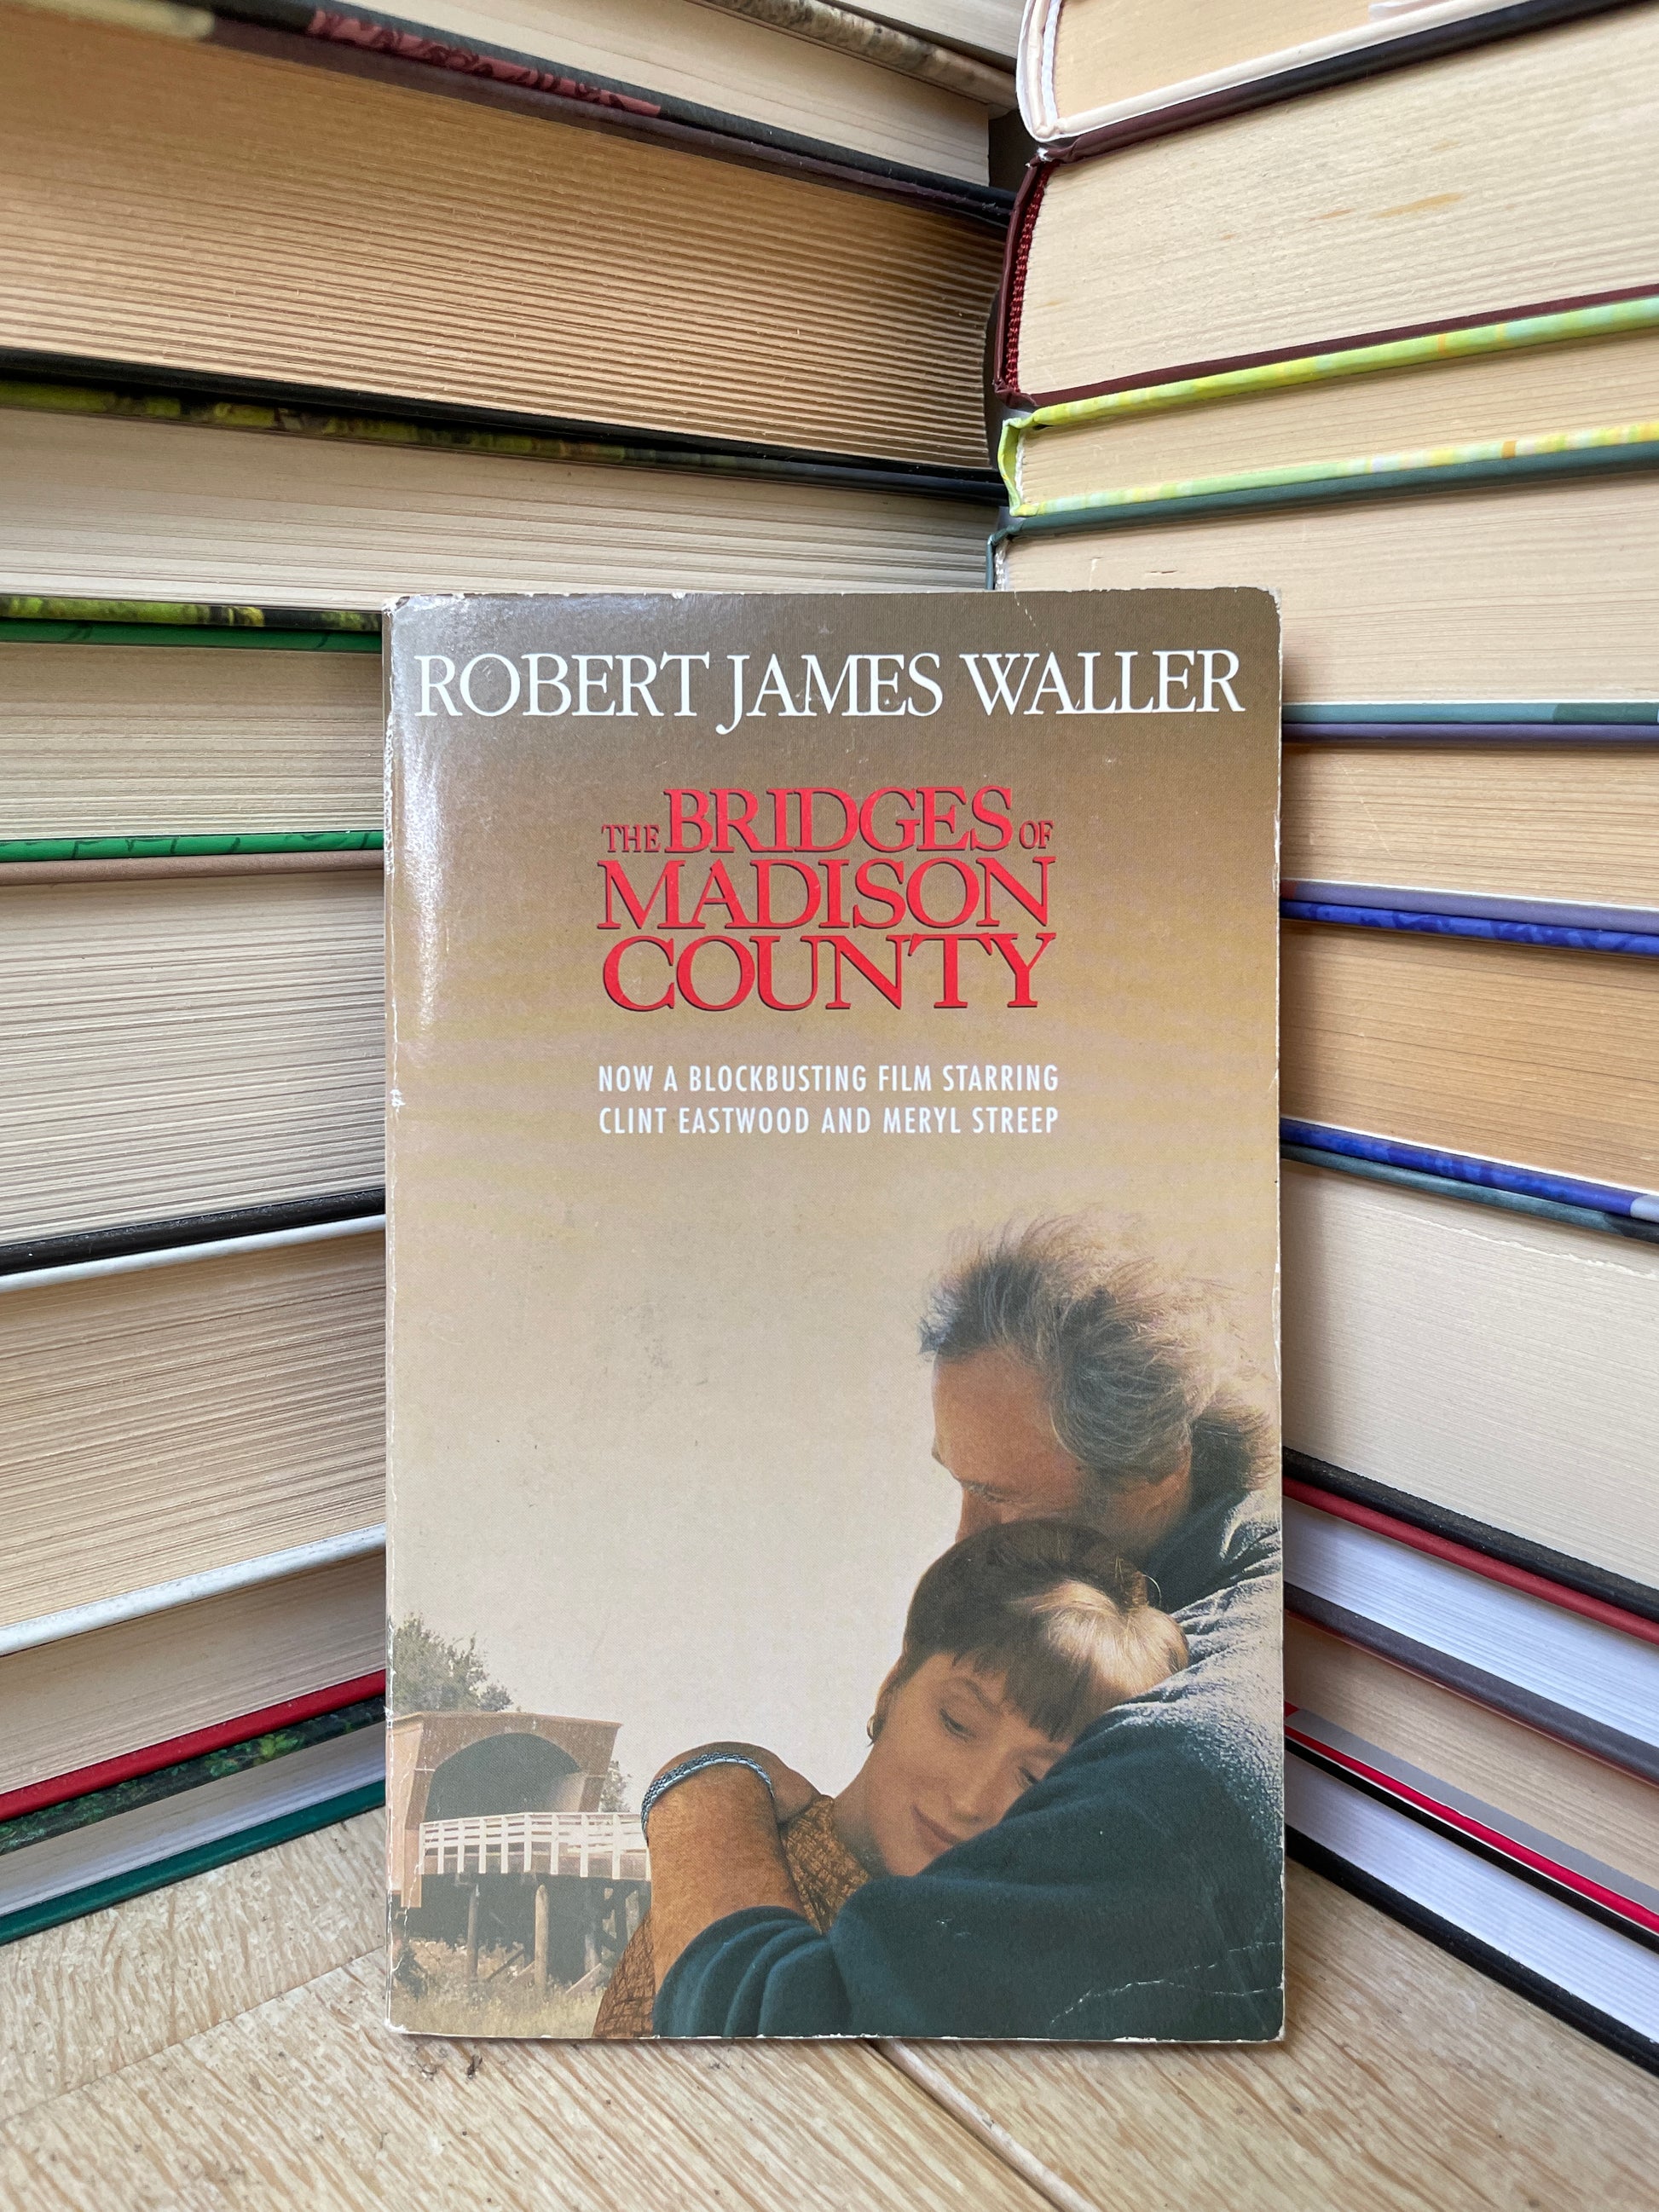 ROBERT JAMES WALLER
THE BRIDGES OF
MADISON
COUNTY
NOW A BLOCKBUSTING FILM STARRING
CLINT EASTWOOD AND MERYL STREEP